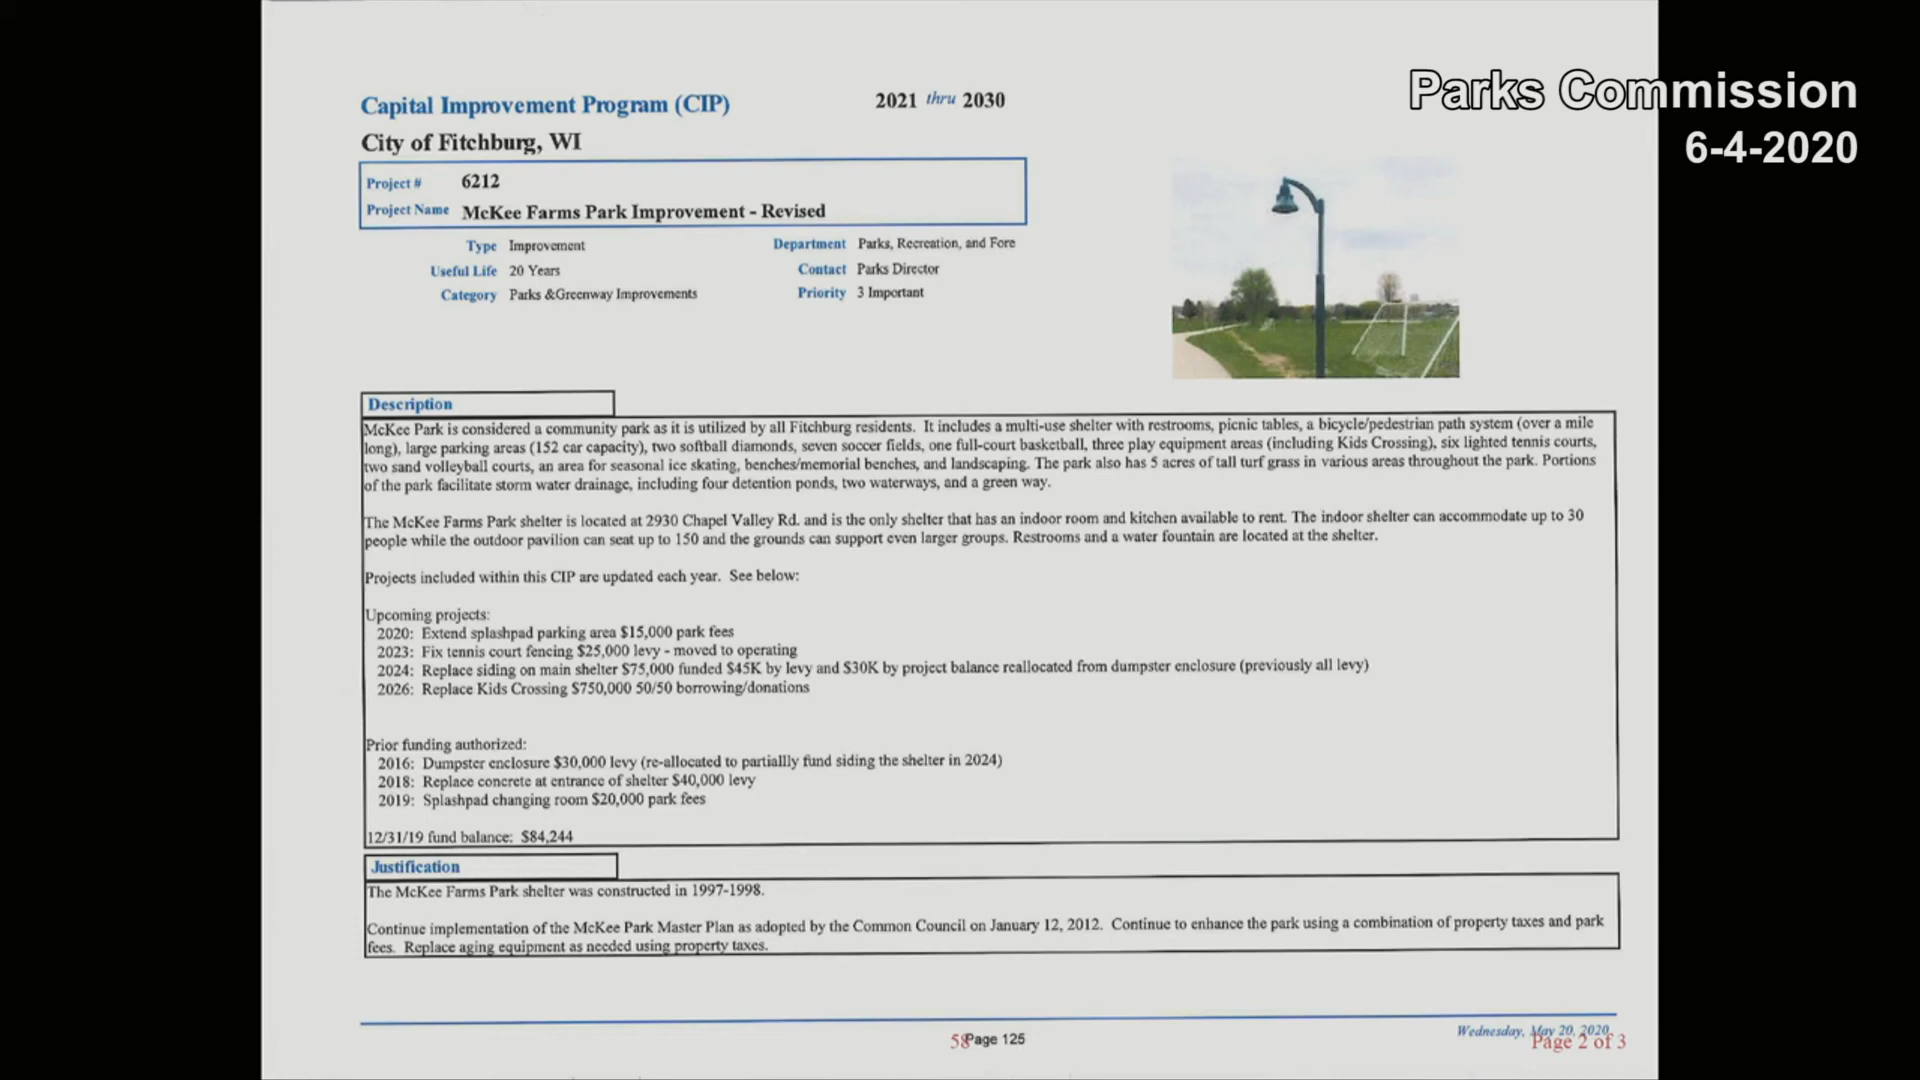 Parks Commission
6-4-2020
Capital Improvement Program (CIP)
2021 thru 2030
City of Fitchburg, WI
Project # 6212
Project Name McKee Farms Park Improvement - Revised
Type Improvement
Department Parks, Recreation, and Fore
Useful Life 20 Years
Contact Parks Director
Category Parks &Greenway Improvements
Priority 3 Important
Description
McKee Park is considered a community park as it is utilized by all Fitchburg residents. It includes a multi-use shelter with restrooms, picnic tables, a bicycle/pedestrian path system (over a mile
long), large parking areas (152 car capacity), two softball diamonds, seven soccer fields, one full-court basketball, three play equipment areas (including Kids Crossing), six lighted tennis courts,
two sand volleyball courts, an area for seasonal ice skating, benches/memorial benches, and landscaping. The park also has 5 acres of tall turf grass in various areas throughout the park. Portions
of the park facilitate storm water drainage, including four detention ponds, two waterways, and a green way.
The McKee Farms Park shelter is located at 2930 Chapel Valley Rd. and is the only shelter that has an indoor room and kitchen available to rent. The indoor shelter can accommodate up to 30
people while the outdoor pavilion can seat up to 150 and the grounds can support even larger groups. Restrooms and a water fountain are located at the shelter.
Projects included within this CIP are updated each year. See below:
Upcoming projects:
2020: Extend splashpad parking area $15,000 park fees
2023: Fix tennis court fencing $25,000 levy - moved to operating
2024: Replace siding on main shelter $75,000 funded $45K by levy and $30K by project balance reallocated from dumpster enclosure (previously all levy)
2026: Replace Kids Crossing $750,000 50/50 borrowing/donations
Prior funding authorized:
2016: Dumpster enclosure $30,000 levy (re-allocated to partiallly fund siding the shelter in 2024)
2018: Replace concrete at entrance of shelter $40,000 levy
2019: Splashpad changing room $20,000 park fees
12/31/19 fund balance: $84,244
Justification
The McKee Farms Park shelter was constructed in 1997-1998.
Continue implementation of the McKee Park Master Plan as adopted by the Common Council on January 12, 2012. Continue to enhance the park using a combination of property taxes and park
fees. Replace aging equipment as needed using property taxes.
58 Page 125
Wednesday, May 20, 2020
Page 2 of 3